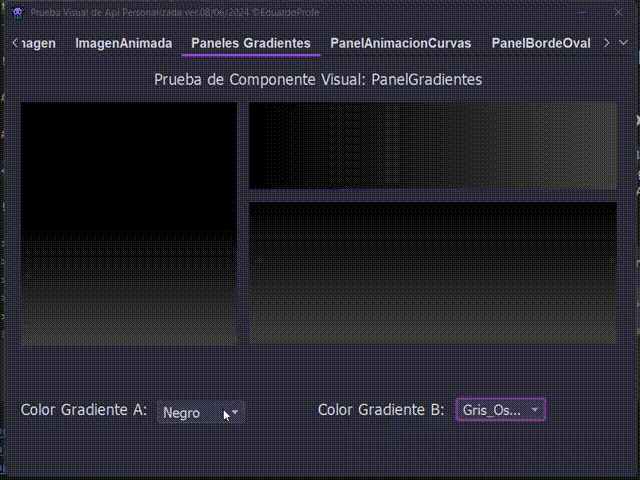 Prueba Visual de Api Personalizada ver.08/06/2024 ©EduardoProfe
nagen ImagenAnimada Paneles Gradientes PanelAnimacionCurvas PanelBordeOval
Prueba de Componente Visual: PanelGradientes
Color Gradiente A: Negro Color Gradiente B: Gris_Os...